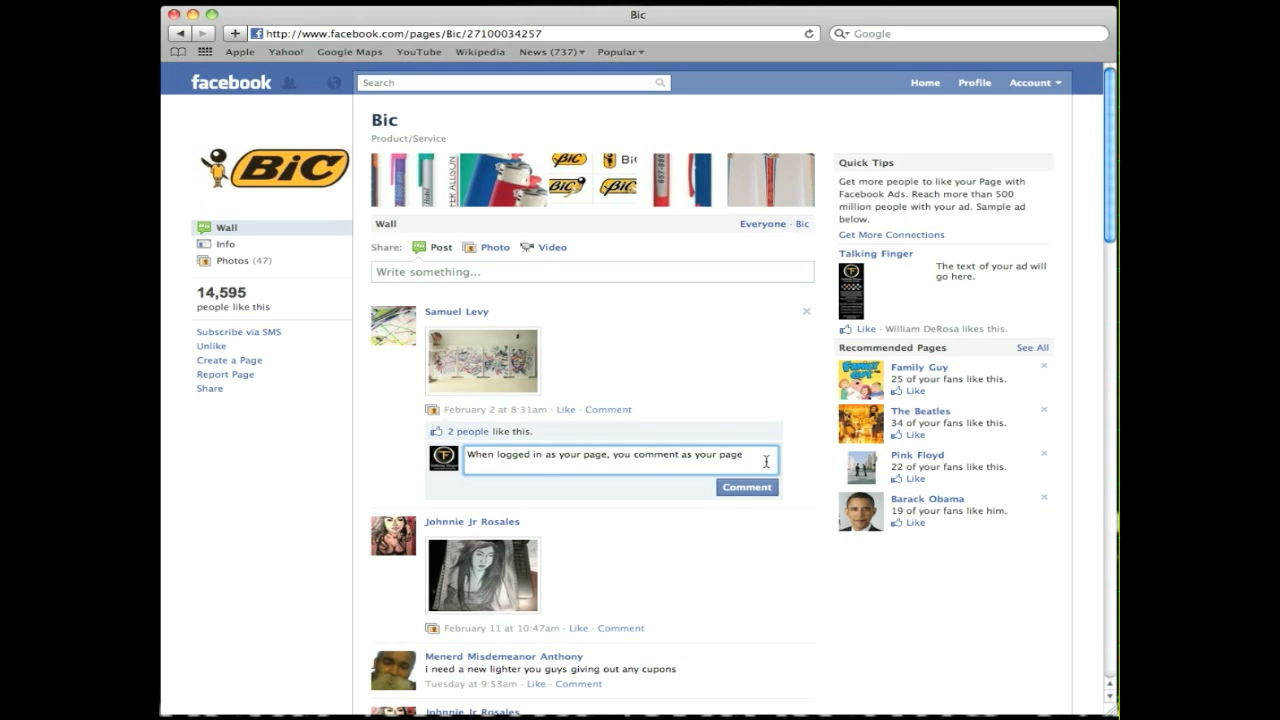 Bic
http://www.facebook.com/pages/Bic/27100034257
Google
Apple Yahoo! Google Maps YouTube Wikipedia News (737) Popular
facebook
Search
Home Profile Account
BiC
Wall
Info
Photos (47)
14,595
people like this
Subscribe via SMS
Unlike
Create a Page
Report Page
Share
Bic
Product/Service
Wall
Everyone · Bic
Share: Post Photo Video
Write something...
Samuel Levy
February 2 at 8:31am · Like · Comment
2 people like this.
When logged in as your page, you comment as your page
Comment
Johnnie Jr Rosales
February 11 at 10:47am · Like · Comment
Menerd Misdemeanor Anthony
i need a new lighter you guys giving out any cupons
Tuesday at 9:53am · Like · Comment
Johnnie Jr Rosales
Quick Tips
Get more people to like your Page with
Facebook Ads. Reach more than 500
million people with your ad. Sample ad
below.
Get More Connections
Talking Finger
The text of your ad will
go here.
Like · William DeRosa likes this.
Recommended Pages See All
Family Guy
25 of your fans like this.
Like
The Beatles
34 of your fans like this.
Like
Pink Floyd
22 of your fans like this.
Like
Barack Obama
19 of your fans like him.
Like